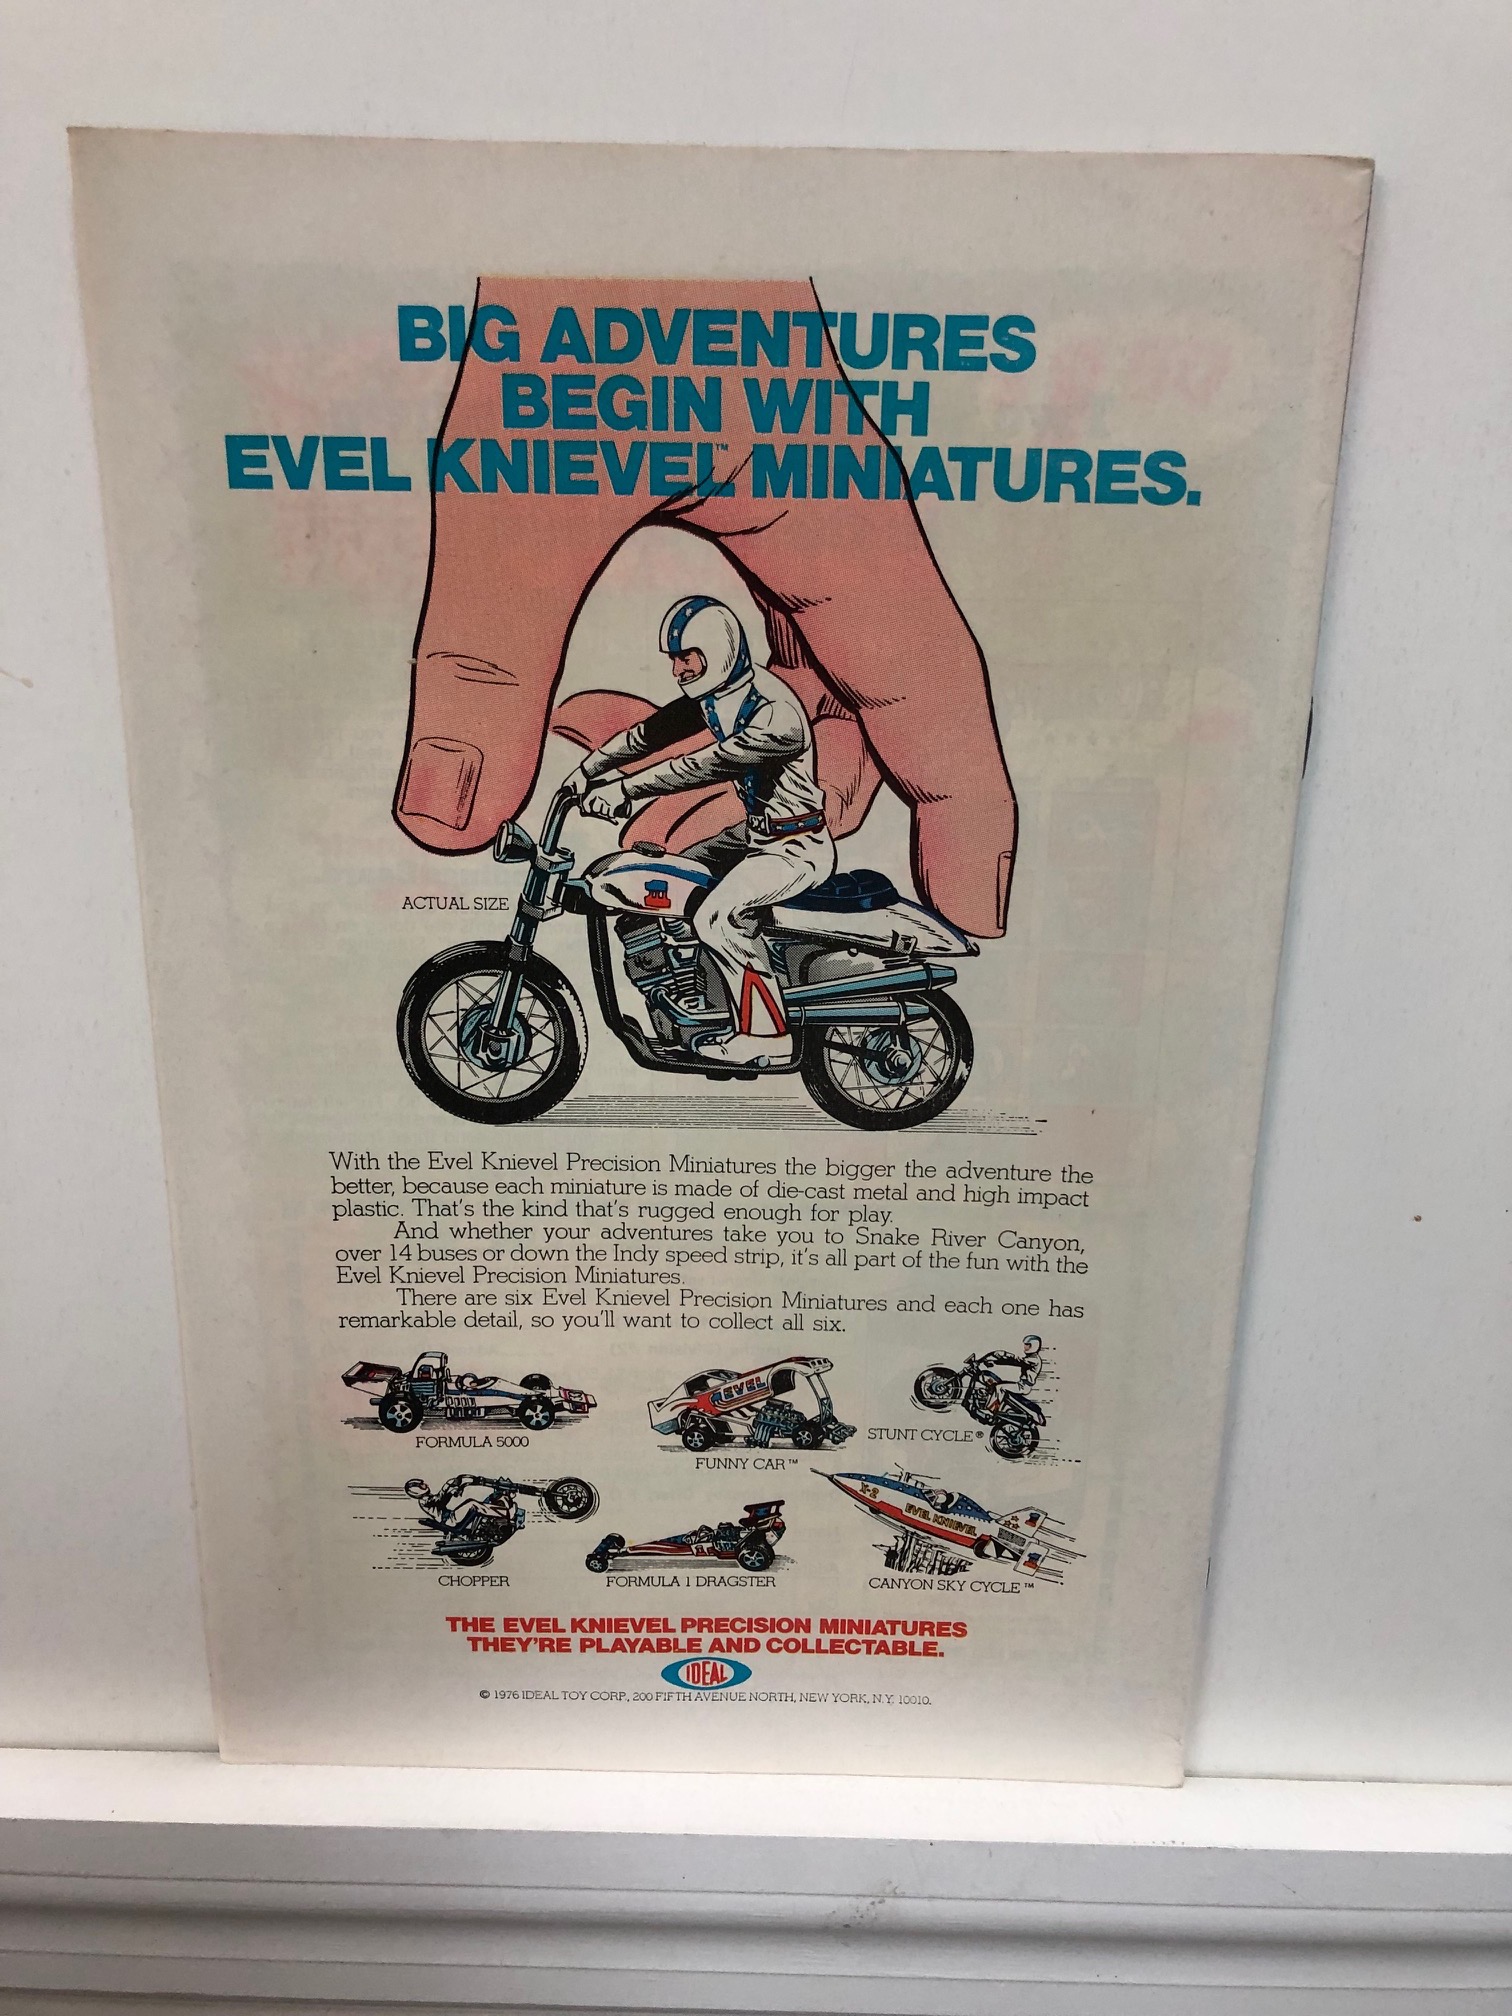 BIG ADVENTURES
BEGIN WITH
EVEL KNIEVEL™ MINIATURES.
ACTUAL SIZE
With the Evel Knievel Precision Miniatures the bigger the adventure the
better, because each miniature is made of die-cast metal and high impact
plastic. That's the kind that's rugged enough for play.
And whether your adventures take you to Snake River Canyon,
over 14 buses or down the Indy speed strip, it's all part of the fun with the
Evel Knievel Precision Miniatures.
There are six Evel Knievel Precision Miniatures and each one has
remarkable detail, so you'll want to collect all six.
EVEL
FORMULA 5000
FUNNY CAR™
STUNT CYCLE®
X-2
EVEL KNIEVEL
CHOPPER
FORMULA 1 DRAGSTER
CANYON SKY CYCLE™
THE EVEL KNIEVEL PRECISION MINIATURES
THEY'RE PLAYABLE AND COLLECTABLE.
IDEAL
© 1976 IDEAL TOY CORP., 200 FIFTH AVENUE NORTH, NEW YORK, N.Y. 10010.